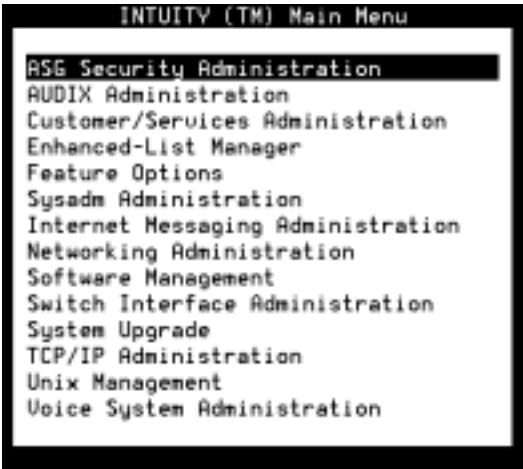 INTUITY (TM) Main Menu
ASG Security Administration
AUDIX Administration
Customer/Services Administration
Enhanced-List Manager
Feature Options
Sysadm Administration
Internet Messaging Administration
Networking Administration
Software Management
Switch Interface Administration
System Upgrade
TCP/IP Administration
Unix Management
Voice System Administration